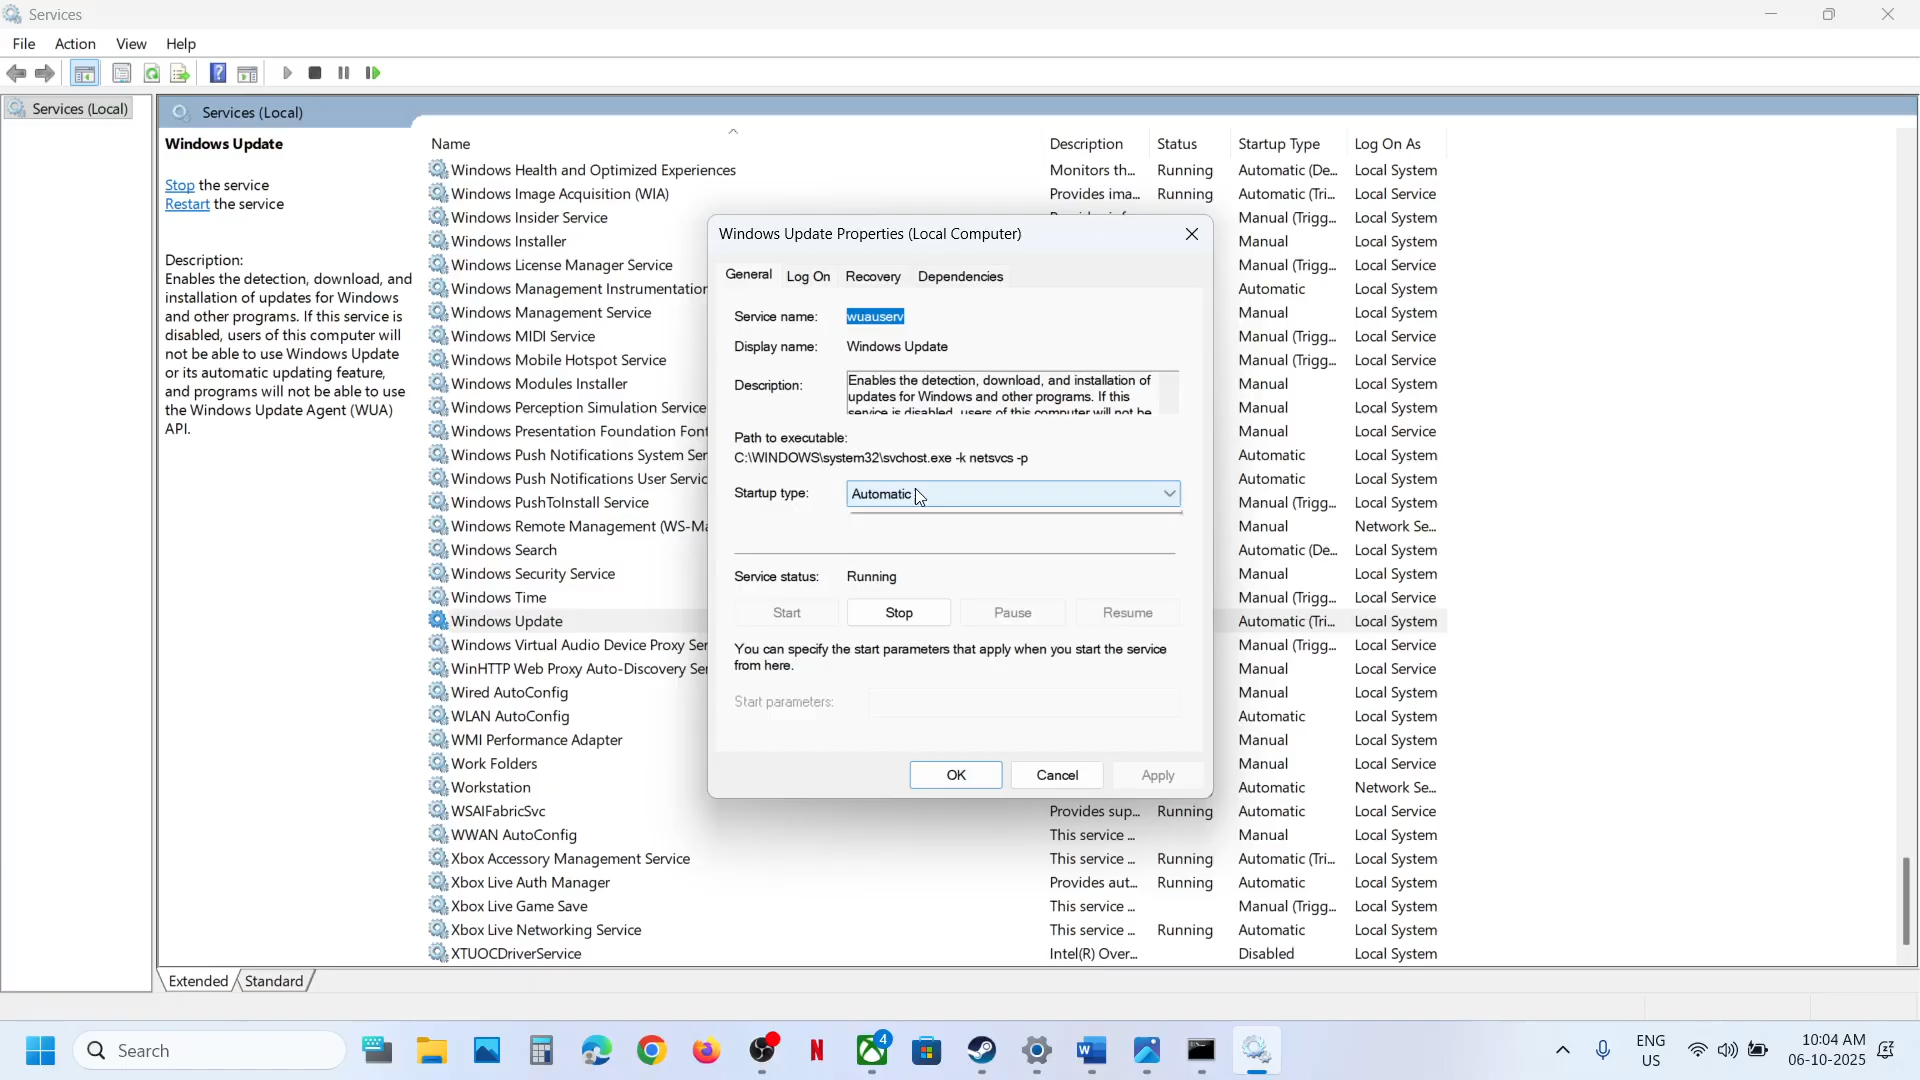 Services
File Action View Help
Services (Local)
Services (Local)
Windows Update
Stop the service
Restart the service
Description:
Enables the detection, download, and
installation of updates for Windows
and other programs. If this service is
disabled, users of this computer will
not be able to use Windows Update
or its automatic updating feature,
and programs will not be able to use
the Windows Update Agent (WUA)
API.
Name Description Status Startup Type Log On As
Windows Health and Optimized Experiences Monitors th... Running Automatic (De... Local System
Windows Image Acquisition (WIA) Provides ima... Running Automatic (Tri... Local Service
Windows Insider Service Manual (Trigg... Local System
Windows Installer Manual Local System
Windows License Manager Service Manual (Trigg... Local Service
Windows Management Instrumentation Automatic Local System
Windows Management Service Manual Local System
Windows MIDI Service Manual (Trigg... Local Service
Windows Mobile Hotspot Service Manual (Trigg... Local Service
Windows Modules Installer Manual Local System
Windows Perception Simulation Service Manual Local System
Windows Presentation Foundation Font Manual Local Service
Windows Push Notifications System Ser Automatic Local System
Windows Push Notifications User Servic Automatic Local System
Windows PushToInstall Service Manual (Trigg... Local System
Windows Remote Management (WS-Ma Manual Network Se...
Windows Search Automatic (De... Local System
Windows Security Service Manual Local System
Windows Time Manual (Trigg... Local Service
Windows Update Automatic (Tri... Local System
Windows Virtual Audio Device Proxy Ser Manual (Trigg... Local System
WinHTTP Web Proxy Auto-Discovery Ser Manual Local Service
Wired AutoConfig Manual Local System
WLAN AutoConfig Automatic Local System
WMI Performance Adapter Manual Local System
Work Folders Manual Local Service
Workstation Automatic Network Se...
WSAIFabricSvc Provides sup... Running Automatic Local Service
WWAN AutoConfig This service ... Manual Local System
Xbox Accessory Management Service This service ... Running Automatic (Tri... Local System
Xbox Live Auth Manager Provides aut... Running Automatic Local System
Xbox Live Game Save This service ... Manual (Trigg... Local System
Xbox Live Networking Service This service ... Running Automatic Local System
XTUOCDriverService Intel(R) Over... Disabled Local System
Windows Update Properties (Local Computer)
General Log On Recovery Dependencies
Service name: wuauserv
Display name: Windows Update
Description: Enables the detection, download, and installation of
updates for Windows and other programs. If this
service is disabled, users of this computer will not be
Path to executable:
C:\WINDOWS\system32\svchost.exe -k netsvcs -p
Startup type: Automatic
Service status: Running
Start Stop Pause Resume
You can specify the start parameters that apply when you start the service
from here.
Start parameters:
OK Cancel Apply
Extended Standard
Search
4
ENG
US
10:04 AM
06-10-2025